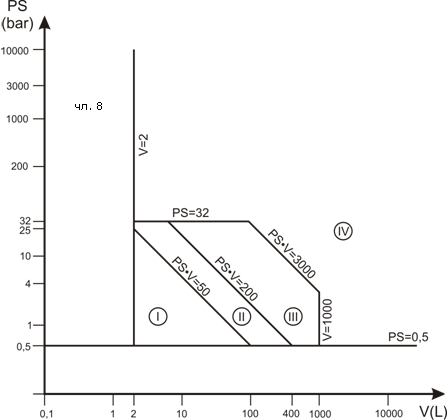 PS
(bar)
10000
3000
1000
200
32
25
10
4
1
0,5
чл. 8
V=2
PS=32
PS•V=50
PS•V=200
PS•V=3000
V=1000
PS=0,5
I
II
III
IV
0,1
1
2
10
100
400
1000
10000
V(L)